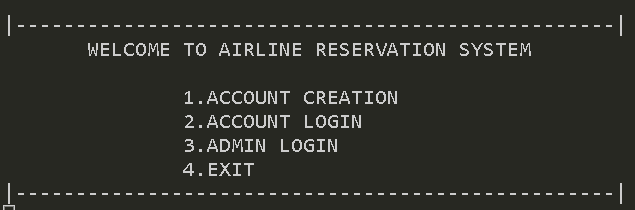 |--------------------------------------------------|
WELCOME TO AIRLINE RESERVATION SYSTEM
1.ACCOUNT CREATION
2.ACCOUNT LOGIN
3.ADMIN LOGIN
4.EXIT
|--------------------------------------------------|